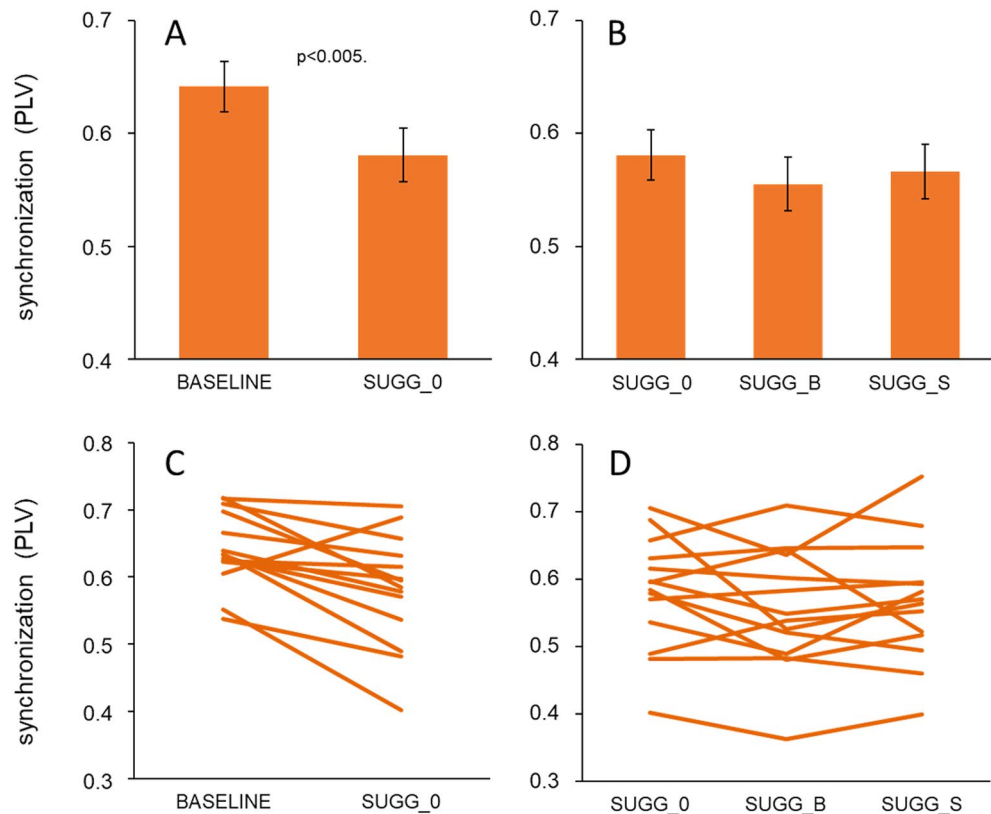 A
p<0.005.
synchronization (PLV)
0.7
0.6
0.5
0.4
BASELINE SUGG_0
B
0.7
0.6
0.5
0.4
SUGG_0 SUGG_B SUGG_S
C
synchronization (PLV)
0.8
0.7
0.6
0.5
0.4
0.3
BASELINE SUGG_0
D
0.8
0.7
0.6
0.5
0.4
0.3
SUGG_0 SUGG_B SUGG_S